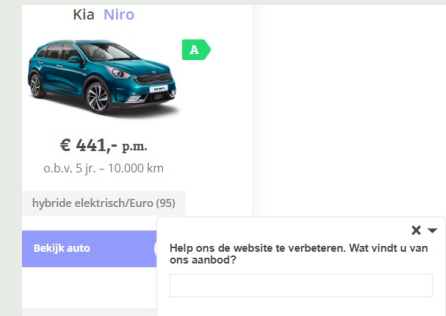 Kia Niro
A
€ 441,- p.m.
o.b.v. 5 jr. – 10.000 km
hybride elektrisch/Euro (95)
Bekijk auto
Help ons de website te verbeteren. Wat vindt u van
ons aanbod?